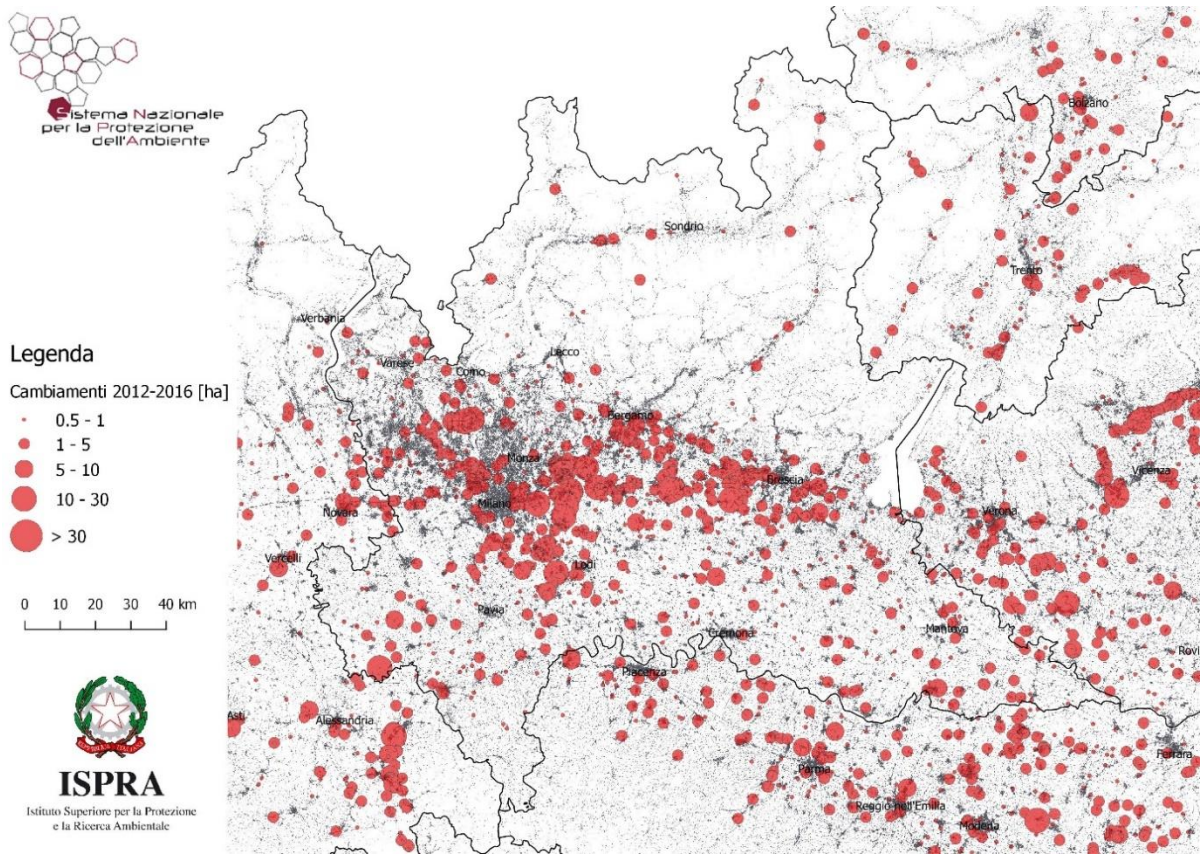 Sistema Nazionale
per la Protezione
dell'Ambiente
Legenda
Cambiamenti 2012-2016 [ha]
0.5 - 1
1 - 5
5 - 10
10 - 30
> 30
0 10 20 30 40 km
ISPRA
Istituto Superiore per la Protezione
e la Ricerca Ambientale
Bolzano
Sondrio
Trento
Verbania
Varese
Como
Lecco
Bergamo
Monza
Milano
Brescia
Vicenza
Novara
Verona
Vercelli
Lodi
Pavia
Cremona
Mantova
Rovi
Piacenza
Asti
Alessandria
Ferrara
Parma
Reggio nell'Emilia
Modena